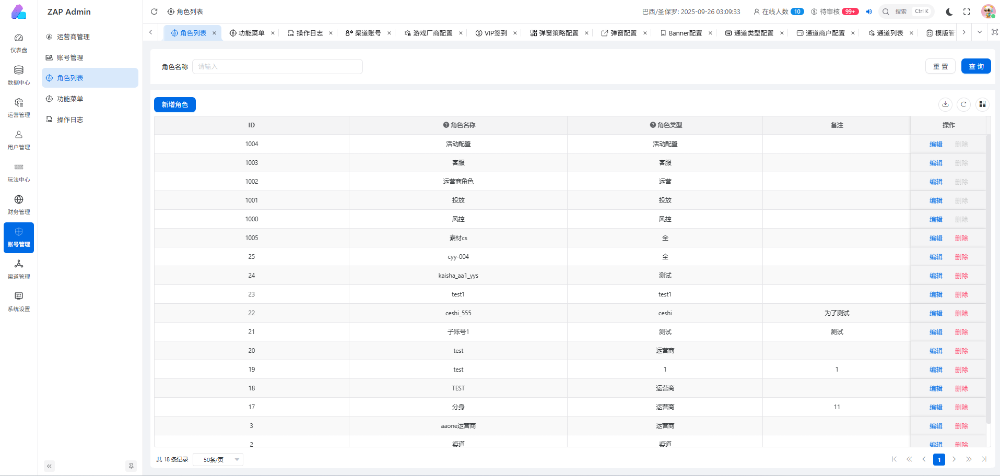 ZAP Admin
角色列表
巴西/圣保罗: 2025-09-26 03:09:33
在线人数 10
待审核 99+
搜索 Ctrl K
角色列表
功能菜单
操作日志
渠道账号
游戏厂商配置
VIP签到
弹窗策略配置
弹窗配置
Banner配置
通道类型配置
通道商户配置
通道列表
模版管
仪表盘
数据中心
运营管理
用户管理
玩法中心
财务管理
账号管理
渠道管理
系统设置
运营商管理
账号管理
角色列表
功能菜单
操作日志
角色名称 请输入
重置 查询
新增角色
ID 角色名称 角色类型 备注 操作
1004 活动配置 活动配置 编辑 删除
1003 客服 客服 编辑 删除
1002 运营商角色 运营 编辑 删除
1001 投放 投放 编辑 删除
1000 风控 风控 编辑 删除
1005 素材cs 全 编辑 删除
25 cyy-004 全 编辑 删除
24 kaisha_aa1_yys 测试 编辑 删除
23 test1 test1 编辑 删除
22 ceshi_555 ceshi 为了测试 编辑 删除
21 子账号1 测试 测试 编辑 删除
20 test 运营商 编辑 删除
19 test 1 1 编辑 删除
18 TEST 运营商 编辑 删除
17 分身 运营商 11 编辑 删除
3 aaone运营商 运营商 编辑 删除
2 渠道 渠道 编辑 删除
共 18 条记录 50条/页 1